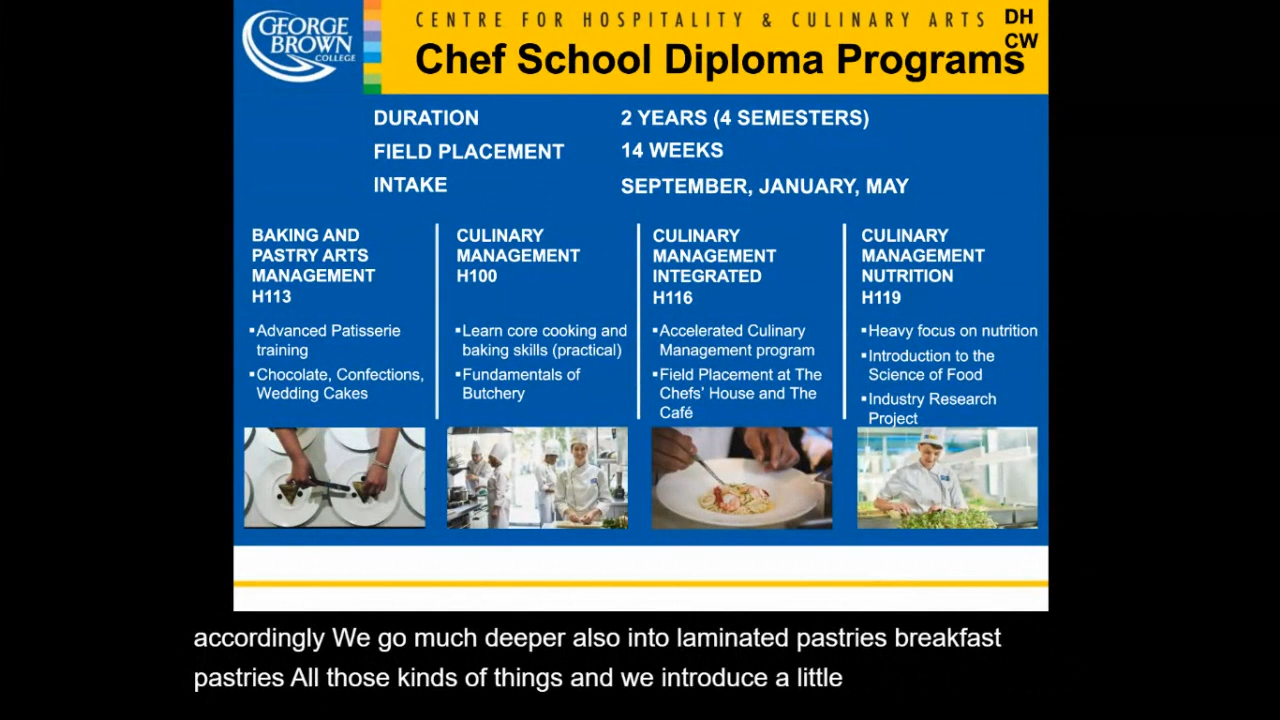 GEORGE
BROWN
COLLEGE
CENTRE FOR HOSPITALITY & CULINARY ARTS
DH
CW
Chef School Diploma Programs
DURATION 2 YEARS (4 SEMESTERS)
FIELD PLACEMENT 14 WEEKS
INTAKE SEPTEMBER, JANUARY, MAY
BAKING AND
PASTRY ARTS
MANAGEMENT
H113
▪Advanced Patisserie
training
▪Chocolate, Confections,
Wedding Cakes
CULINARY
MANAGEMENT
H100
▪Learn core cooking and
baking skills (practical)
▪Fundamentals of
Butchery
CULINARY
MANAGEMENT
INTEGRATED
H116
▪Accelerated Culinary
Management program
▪Field Placement at The
Chefs' House and The
Café
CULINARY
MANAGEMENT
NUTRITION
H119
▪Heavy focus on nutrition
▪Introduction to the
Science of Food
▪Industry Research
Project
accordingly We go much deeper also into laminated pastries breakfast
pastries All those kinds of things and we introduce a little